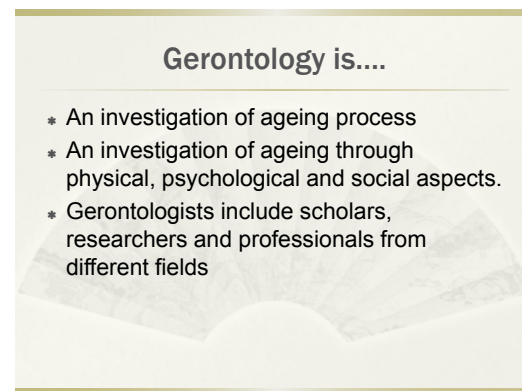 Gerontology is....
An investigation of ageing process
An investigation of ageing through
physical, psychological and social aspects.
Gerontologists include scholars,
researchers and professionals from
different fields